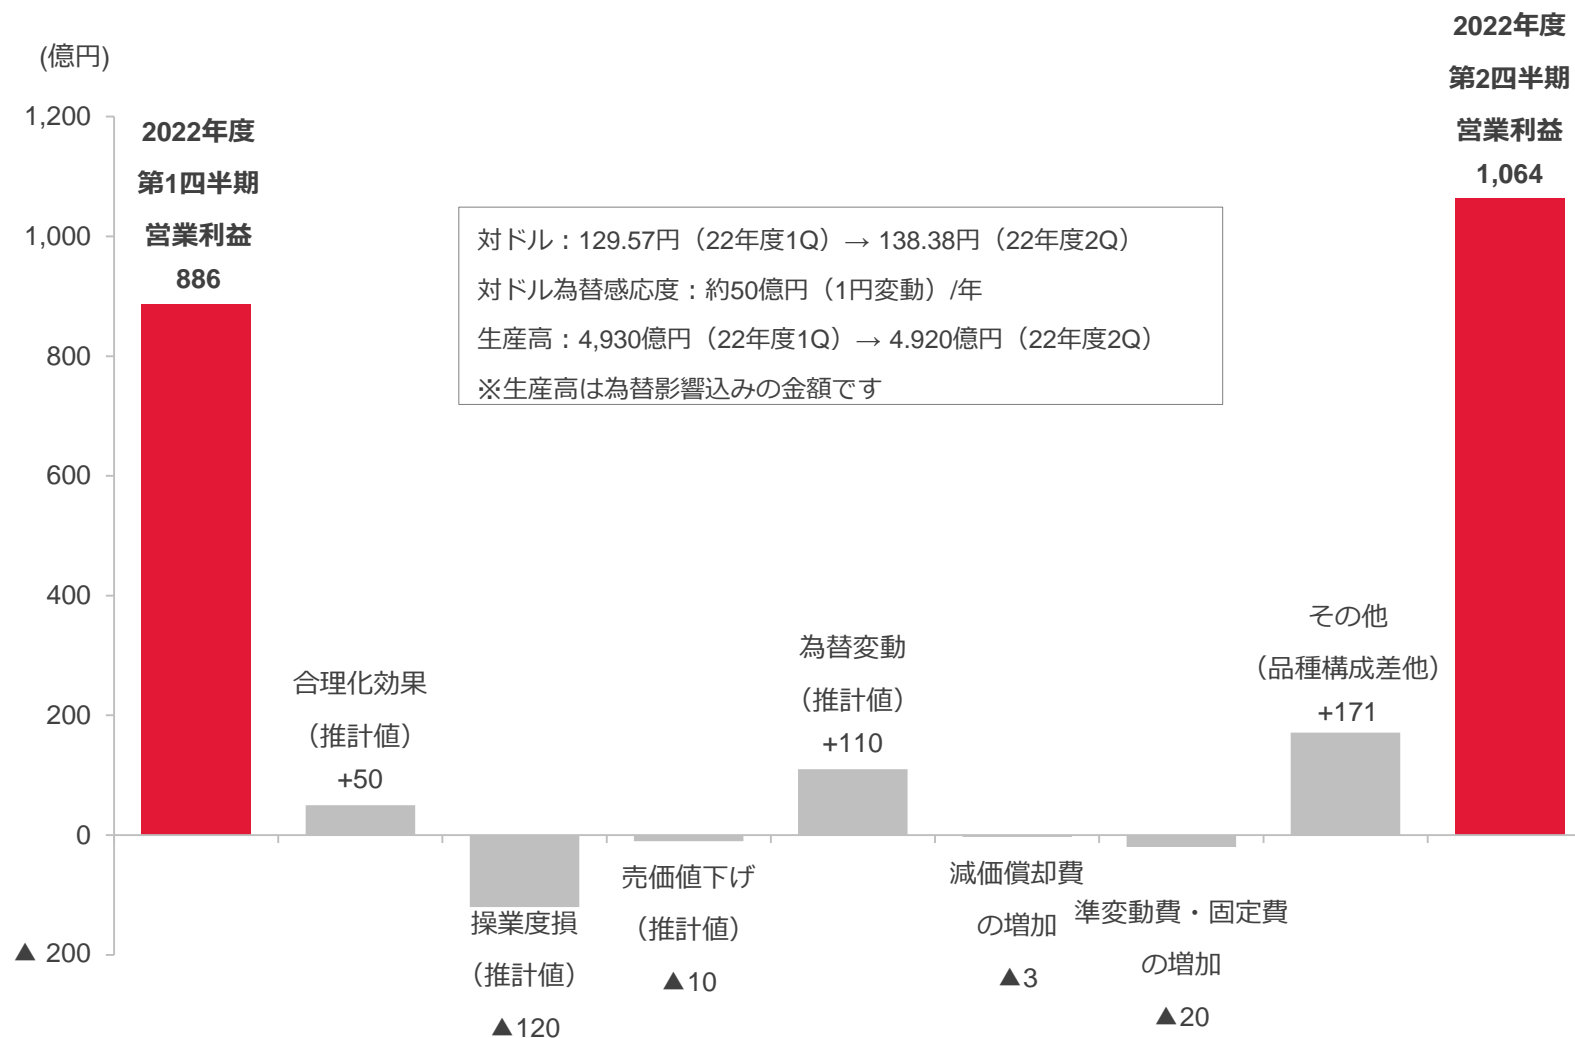 (億円)
1,200
1,000
800
600
400
200
0
▲ 200
2022年度
第1四半期
営業利益
886
合理化効果
（推計値）
+50
操業度損
（推計値）
▲120
売価値下げ
（推計値）
▲10
為替変動
（推計値）
+110
減価償却費
の増加
▲3
準変動費・固定費
の増加
▲20
その他
（品種構成差他）
+171
2022年度
第2四半期
営業利益
1,064
対ドル：129.57円（22年度1Q）→ 138.38円（22年度2Q）
対ドル為替感応度：約50億円（1円変動）/年
生産高：4,930億円（22年度1Q）→ 4.920億円（22年度2Q）
※生産高は為替影響込みの金額です